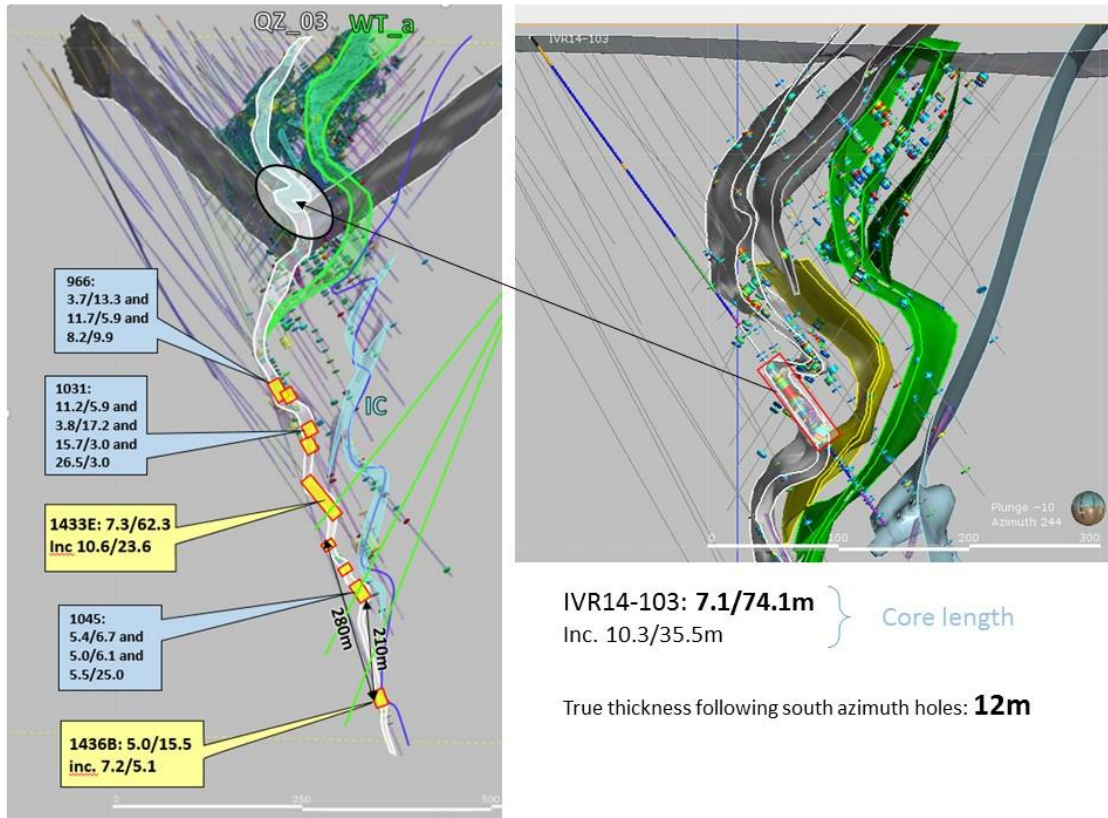 QZ_03
WT_a
966:
3.7/13.3 and
11.7/5.9 and
8.2/9.9
1031:
11.2/5.9 and
3.8/17.2 and
15.7/3.0 and
26.5/3.0
IC
1433E: 7.3/62.3
Inc 10.6/23.6
1045:
5.4/6.7 and
5.0/6.1 and
5.5/25.0
280m
210m
1436B: 5.0/15.5
inc. 7.2/5.1
0
250
500
IVR14-103
Plunge -10
Azimuth 244
0
100
200
300
IVR14-103: 7.1/74.1m
Inc. 10.3/35.5m
Core length
True thickness following south azimuth holes: 12m